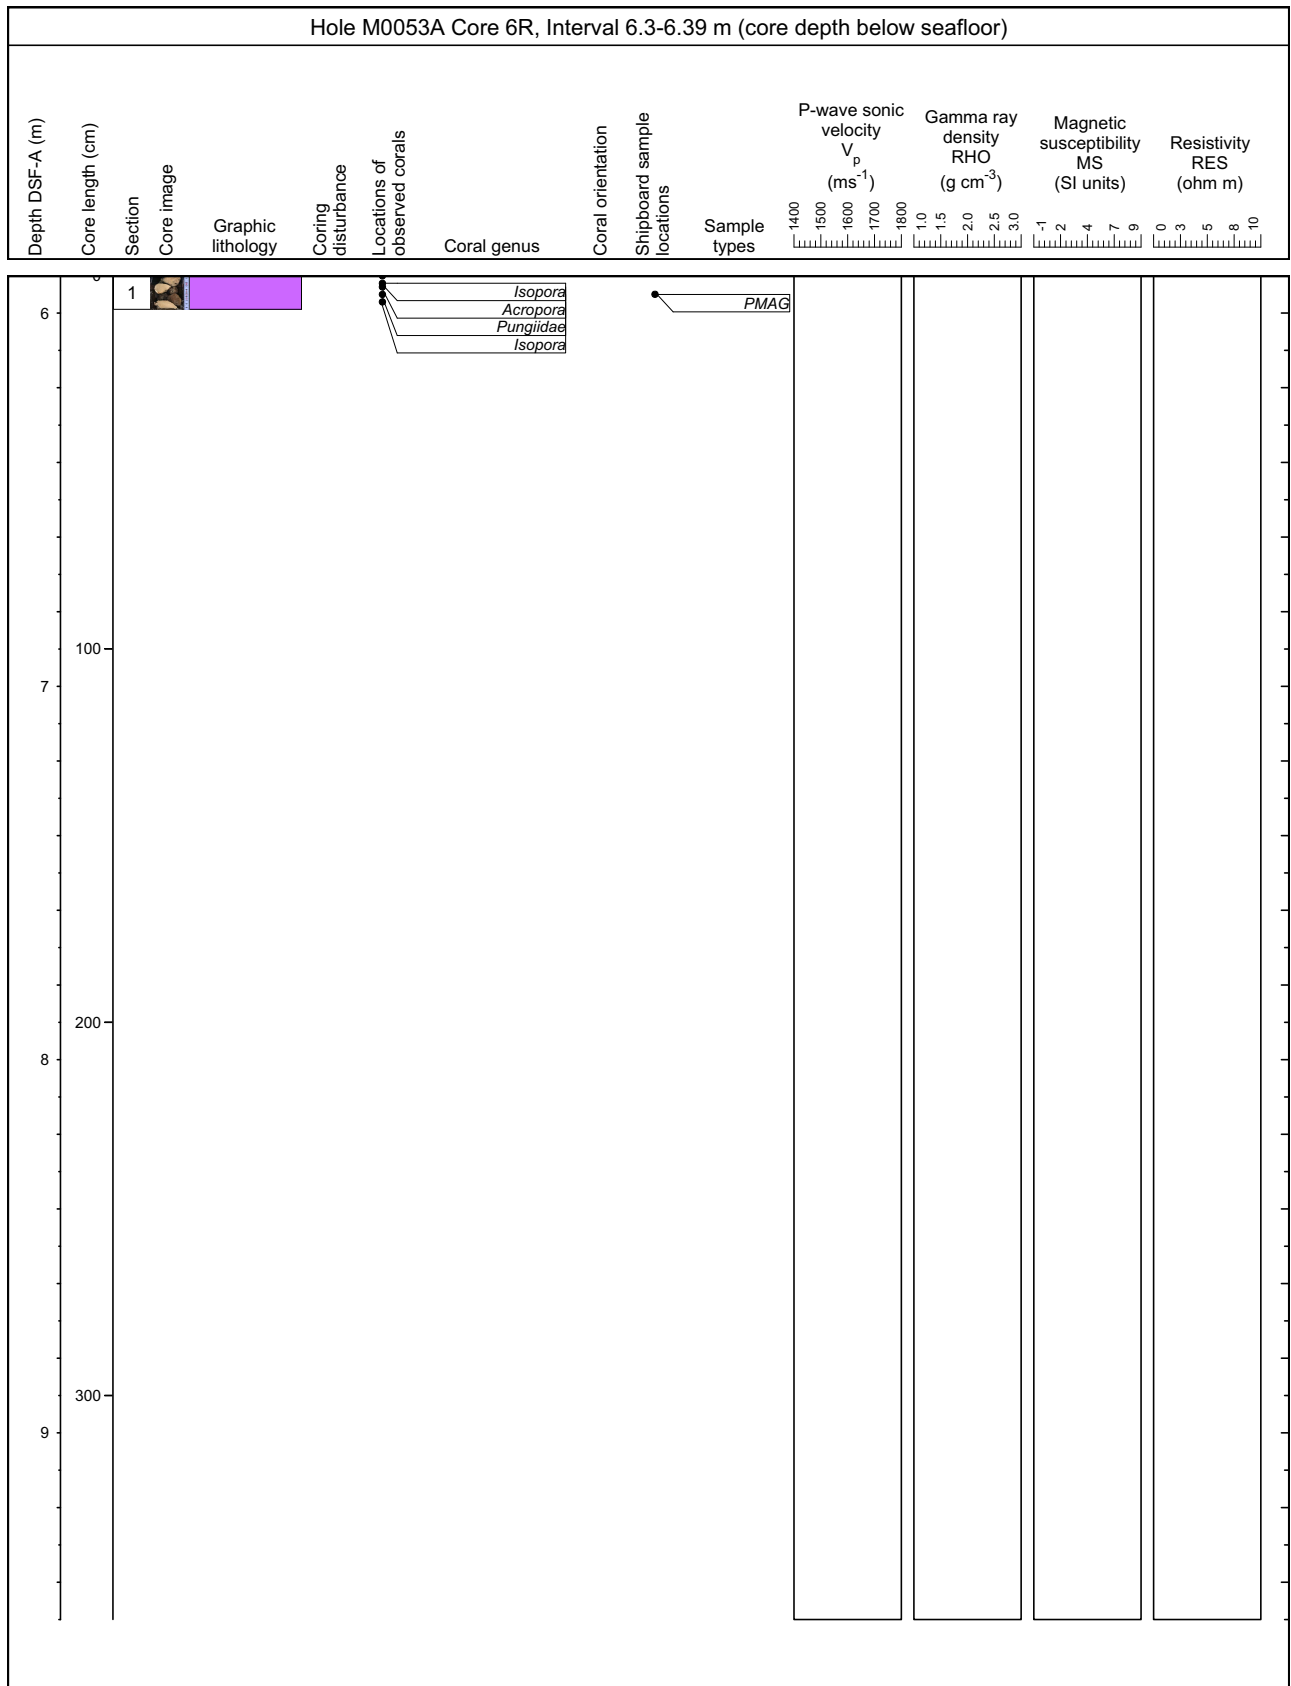 Hole M0053A Core 6R, Interval 6.3-6.39 m (core depth below seafloor)
Depth DSF-A (m)
Core length (cm)
Section
Core image
Graphic
lithology
Coring
disturbance
Locations of
observed corals
Coral genus
Coral orientation
Shipboard sample
locations
Sample
types
P-wave sonic
velocity
Vp
(ms-1)
1400 1500 1600 1700 1800
Gamma ray
density
RHO
(g cm-3)
1.0 1.5 2.0 2.5 3.0
Magnetic
susceptibility
MS
(SI units)
-1 2 4 7 9
Resistivity
RES
(ohm m)
0 3 5 8 10
0
1
Isopora
PMAG
6
Acropora
Pungiidae
Isopora
100
7
200
8
300
9